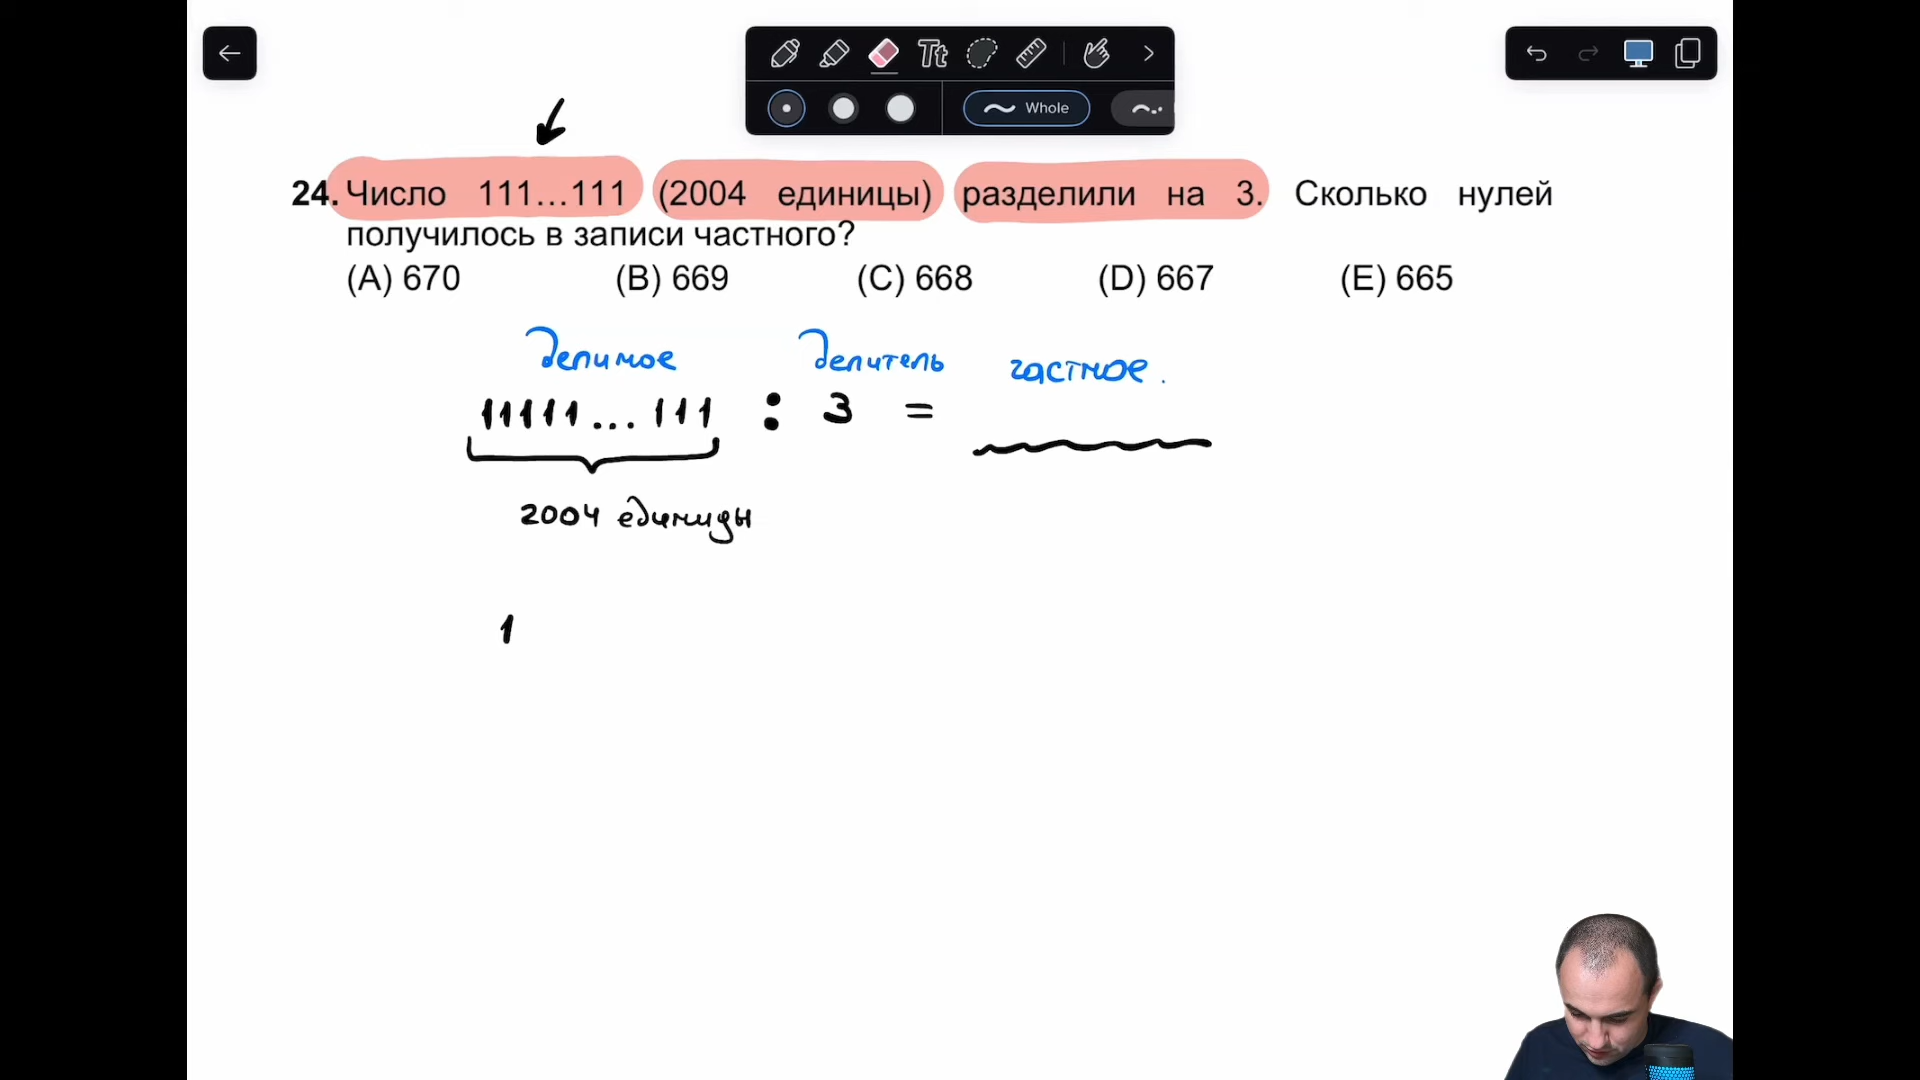 Tt
Whole
24. Число 111...111 (2004 единицы) разделили на 3. Сколько нулей
получилось в записи частного?
(A) 670 (B) 669 (C) 668 (D) 667 (E) 665
делимое делитель частное.
11111...111 : 3 =
2004 единицы
1